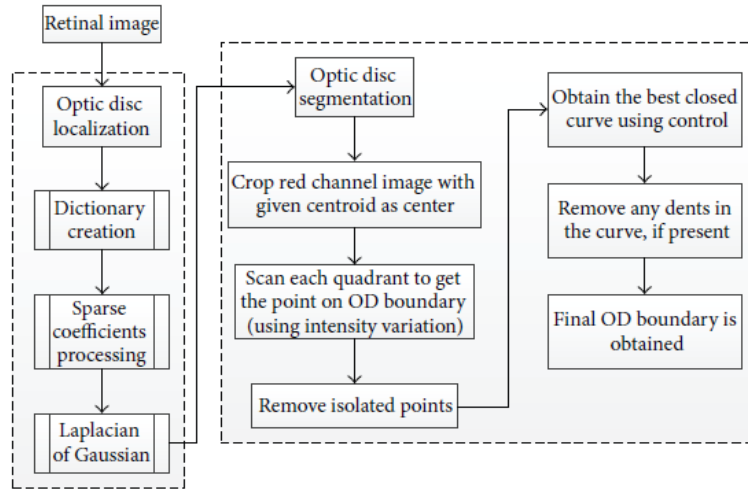 Retinal image
Optic disc
localization
Dictionary
creation
Sparse
coefficients
processing
Laplacian
of Gaussian
Optic disc
segmentation
Crop red channel image with
given centroid as center
Scan each quadrant to get
the point on OD boundary
(using intensity variation)
Remove isolated points
Obtain the best closed
curve using control
Remove any dents in
the curve, if present
Final OD boundary is
obtained